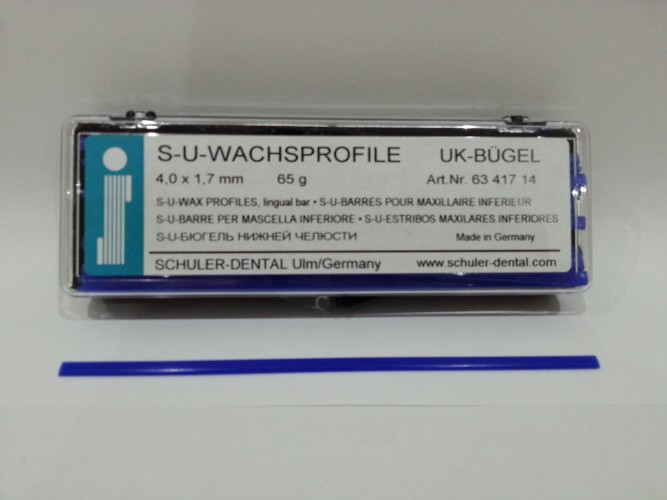 S-U-WACHSPROFILE UK-BÜGEL
4,0 x 1,7 mm 65 g Art.Nr. 63 417 14
S-U-WAX PROFILES, lingual bar • S-U-BARRES POUR MAXILLAIRE INFERIEUR
S-U-BARRE PER MASCELLA INFERIORE • S-U-ESTRIBOS MAXILARES INFERIORES
S-U-БЮГЕЛЬ НИЖНЕЙ ЧЕЛЮСТИ Made in Germany
SCHULER-DENTAL Ulm/Germany www.schuler-dental.com